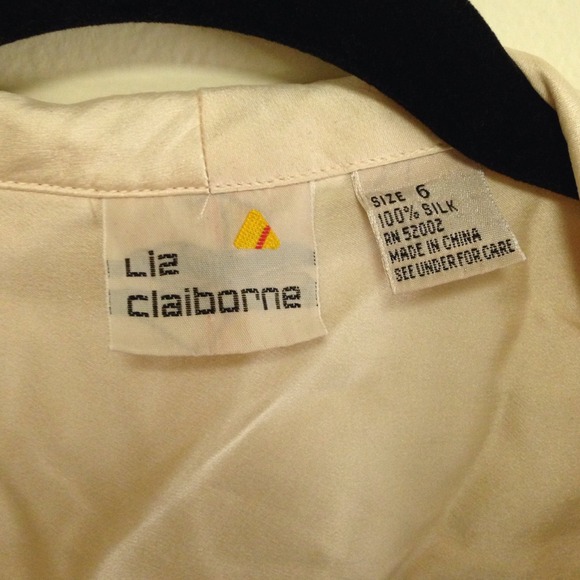 Liz
claiborne
SIZE 6
100% SILK
RN 52002
MADE IN CHINA
SEE UNDER FOR CARE